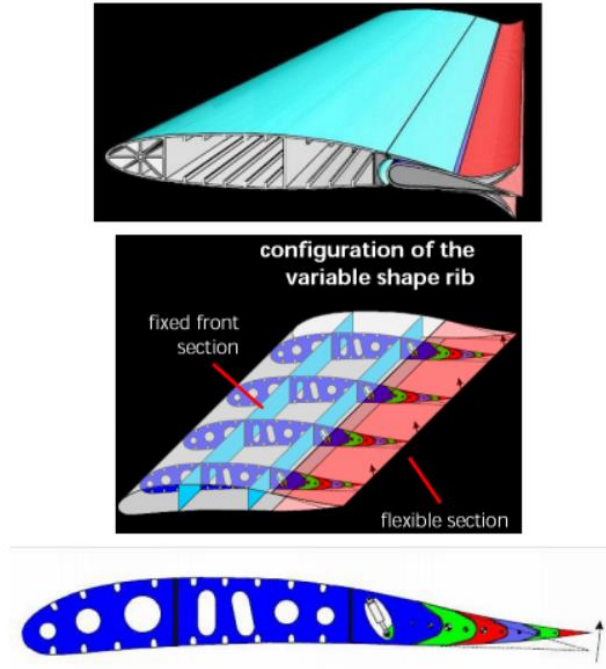 configuration of the
variable shape rib
fixed front
section
flexible section